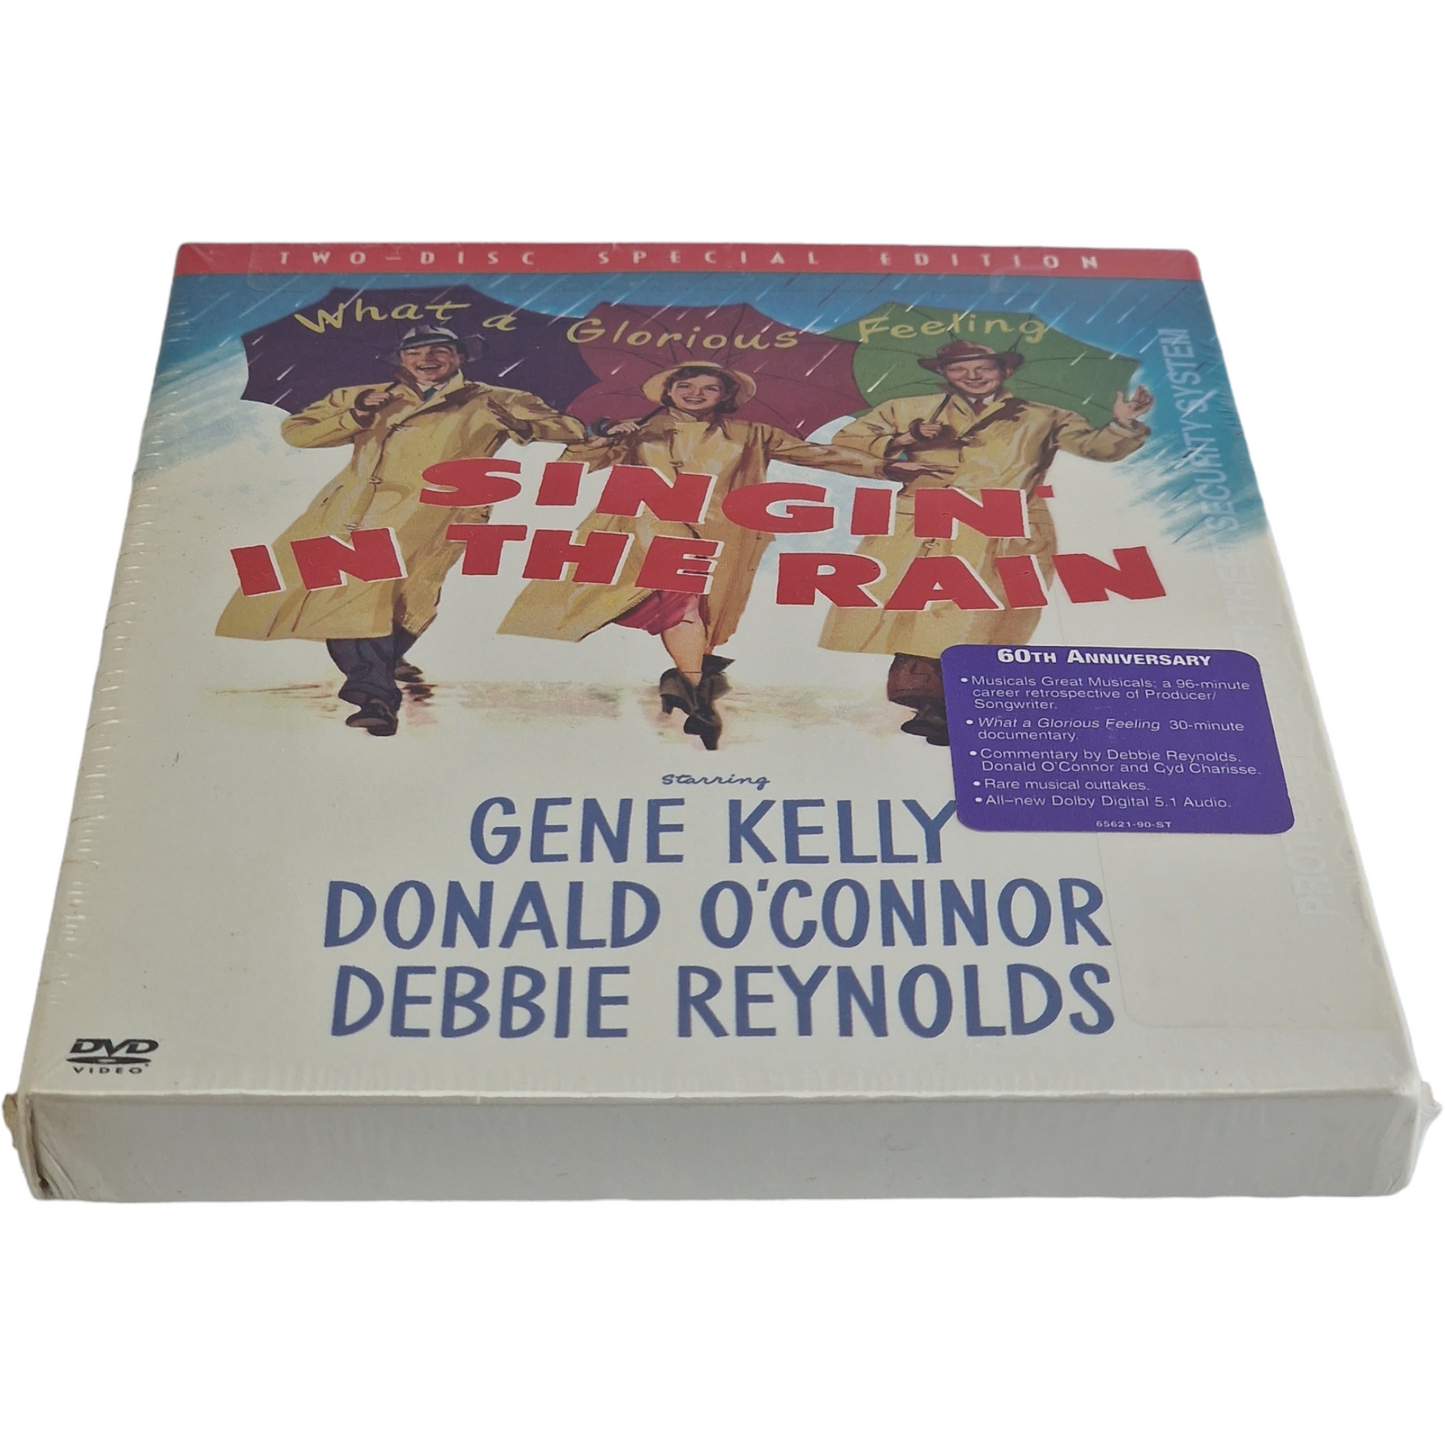 TWO-DISC SPECIAL EDITION
What a Glorious Feeling
SINGIN'
IN THE RAIN
SECURITY SYSTEM
60TH ANNIVERSARY
• Musicals Great Musicals: a 96-minute
career retrospective of Producer/
Songwriter.
• What a Glorious Feeling 30-minute
documentary.
• Commentary by Debbie Reynolds.
Donald O'Connor and Cyd Charisse.
• Rare musical outtakes.
• All-new Dolby Digital 5.1 Audio.
65621-90-ST
Starring
GENE KELLY
DONALD O'CONNOR
DEBBIE REYNOLDS
DVD
VIDEO